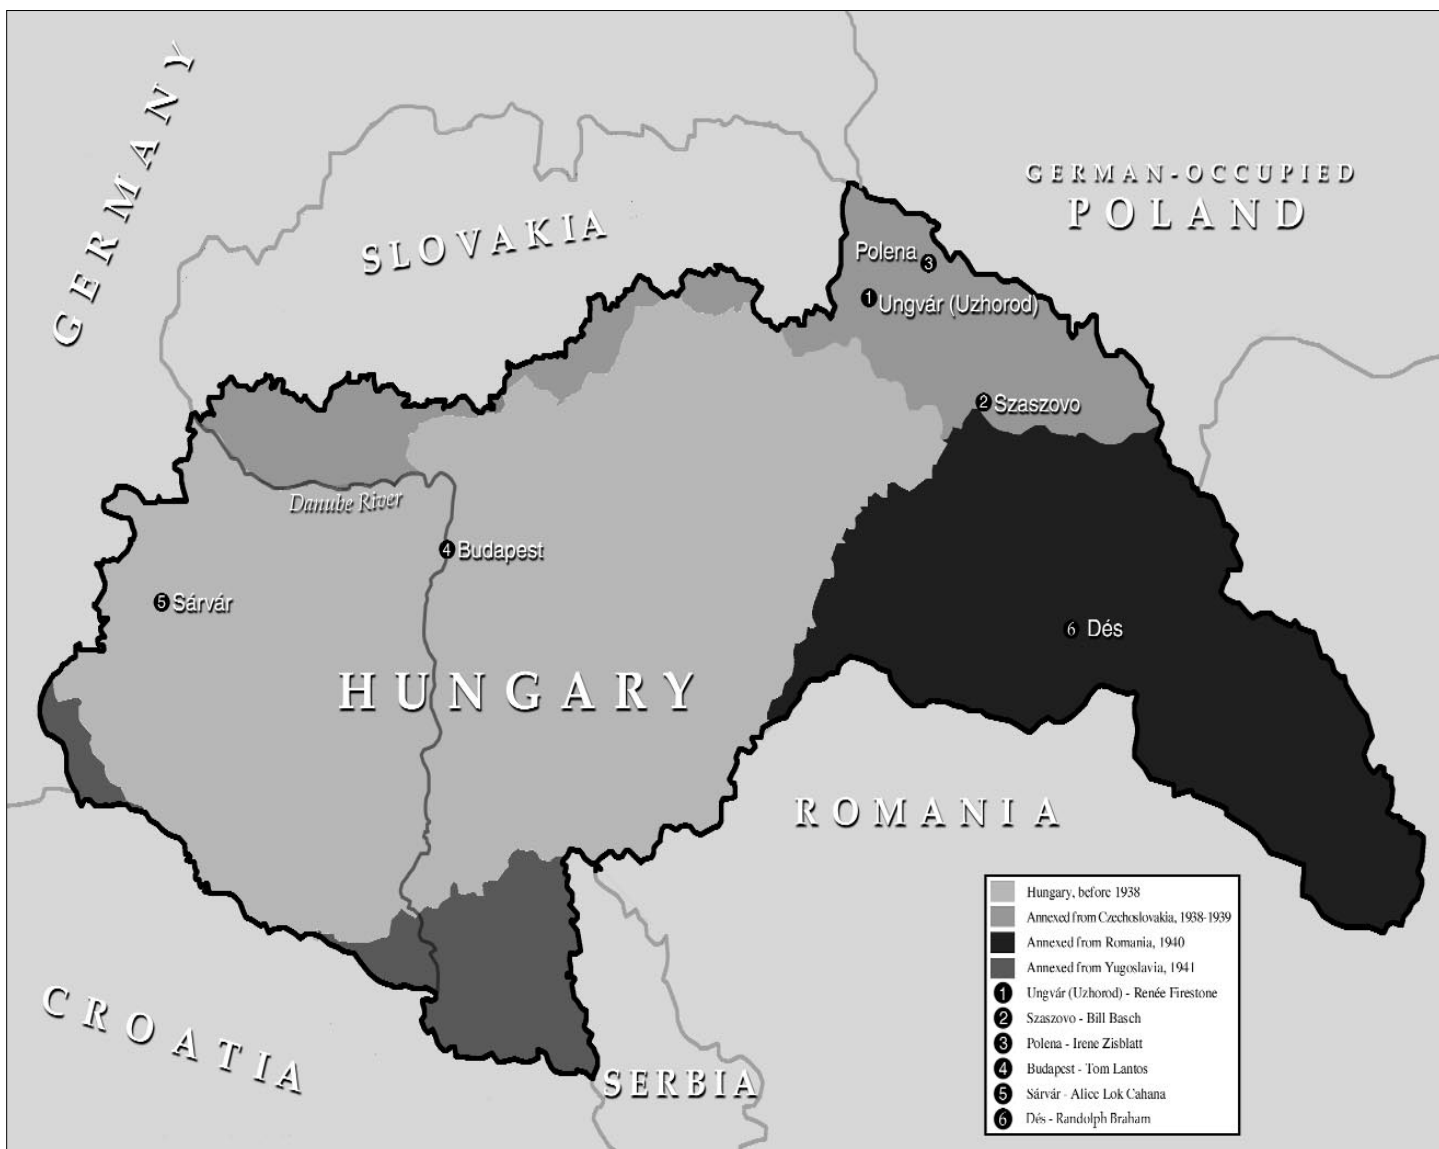 GERMANY
SLOVAKIA
GERMAN-OCCUPIED
POLAND
Polena 3
1 Ungvár (Uzhorod)
2 Szaszovo
Danube River
4 Budapest
5 Sárvár
6 Dés
HUNGARY
ROMANIA
CROATIA
SERBIA
Hungary, before 1938
Annexed from Czechoslovakia, 1938-1939
Annexed from Romania, 1940
Annexed from Yugoslavia, 1941
1 Ungvár (Uzhorod) - Renée Firestone
2 Szaszovo - Bill Basch
3 Polena - Irene Zisblatt
4 Budapest - Tom Lantos
5 Sárvár - Alice Lok Cahana
6 Dés - Randolph Braham